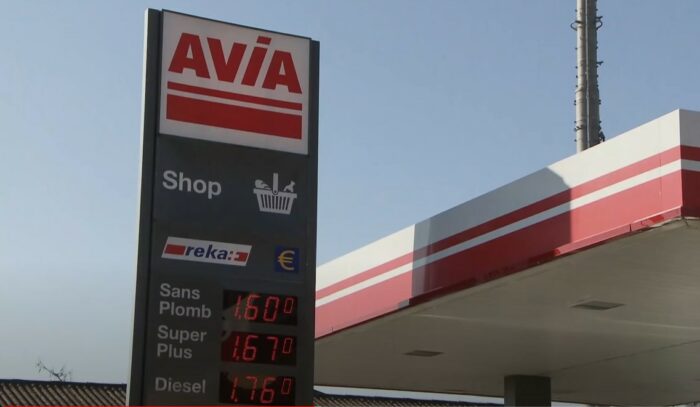 AVIA
Shop
reka:
€
Sans
Plomb 1.60 0
Super
Plus 1.67 0
Diesel 1.76 0